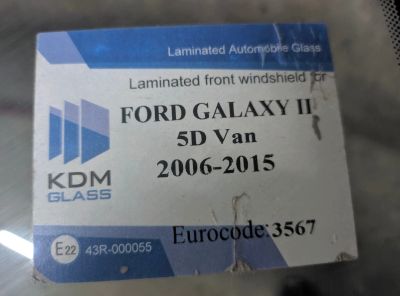 Laminated Automobile Glass
Laminated front windshield for
FORD GALAXY II
5D Van
2006-2015
KDM
GLASS
E22 43R-000055
Eurocode:3567